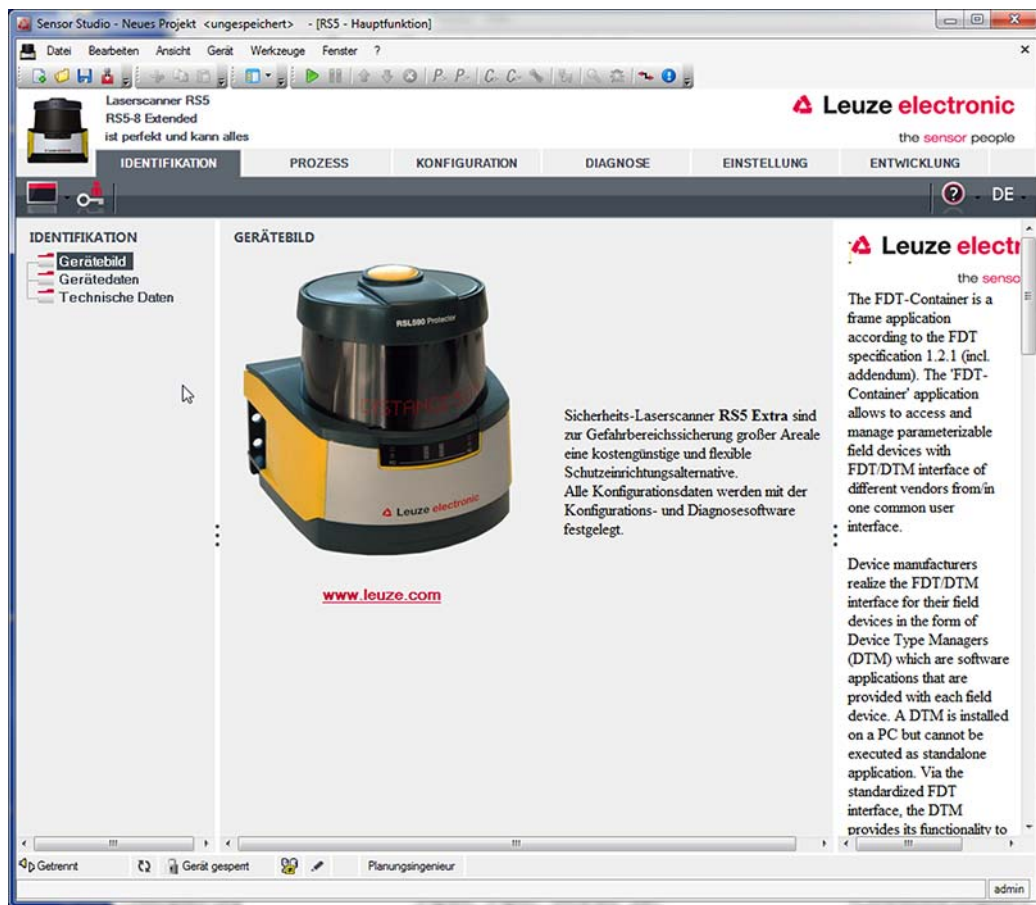 Sensor Studio - Neues Projekt <ungespeichert> - [RS5 - Hauptfunktion]
Datei Bearbeiten Ansicht Gerät Werkzeuge Fenster ?
Laserscanner RS5
RS5-8 Extended
ist perfekt und kann alles
Leuze electronic
the sensor people
IDENTIFIKATION PROZESS KONFIGURATION DIAGNOSE EINSTELLUNG ENTWICKLUNG
DE
IDENTIFIKATION
Gerätebild
Gerätedaten
Technische Daten
GERÄTEBILD
RSL590 Protector
DISTANCE
Leuze electronic
www.leuze.com
Sicherheits-Laserscanner RS5 Extra sind
zur Gefahrbereichssicherung großer Areale
eine kostengünstige und flexible
Schutzeinrichtungsalternative.
Alle Konfigurationsdaten werden mit der
Konfigurations- und Diagnosesoftware
festgelegt.
Leuze electr
the senso
The FDT-Container is a
frame application
according to the FDT
specification 1.2.1 (incl.
addendum). The 'FDT-
Container' application
allows to access and
manage parameterizable
field devices with
FDT/DTM interface of
different vendors from/in
one common user
interface.
Device manufacturers
realize the FDT/DTM
interface for their field
devices in the form of
Device Type Managers
(DTM) which are software
applications that are
provided with each field
device. A DTM is installed
on a PC but cannot be
executed as standalone
application. Via the
standardized FDT
interface, the DTM
provides its functionality to
Getrennt Gerät gesperrt Planungsingenieur
admin